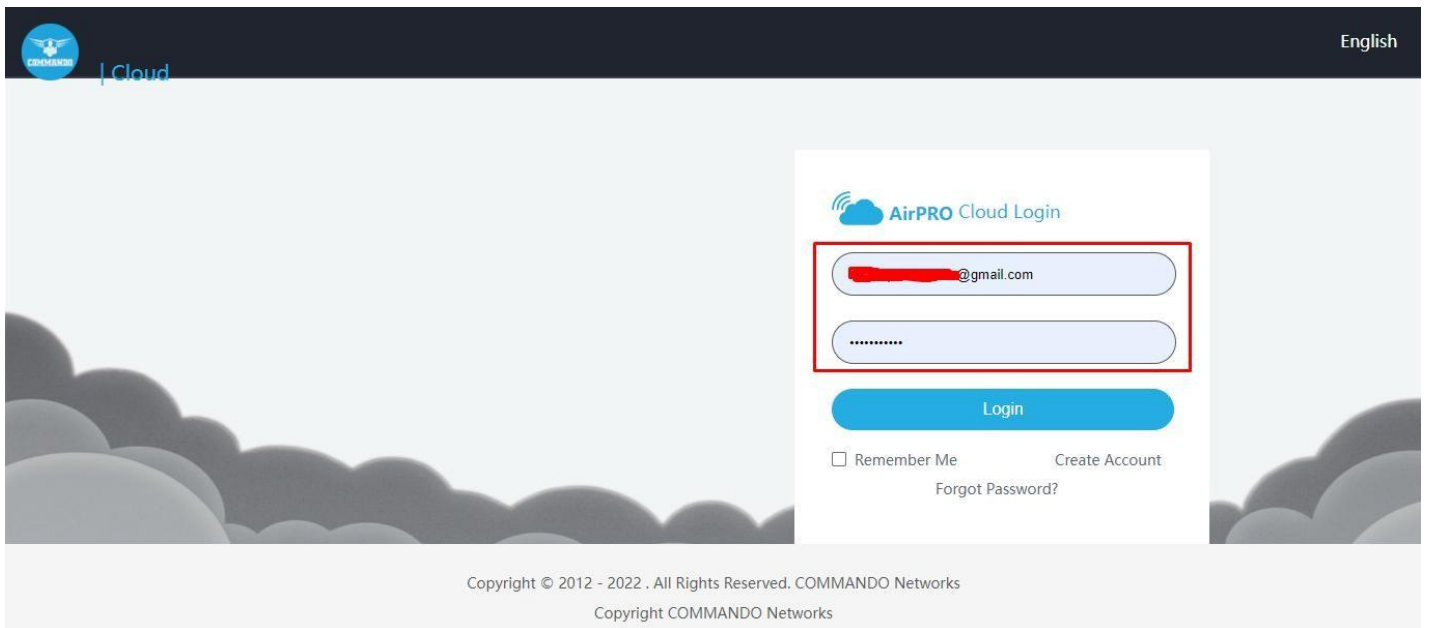 English
COMMANDO
| Cloud
AirPRO Cloud Login
@gmail.com
•••••••••••
Login
Remember Me
Create Account
Forgot Password?
Copyright © 2012 - 2022 . All Rights Reserved. COMMANDO Networks
Copyright COMMANDO Networks